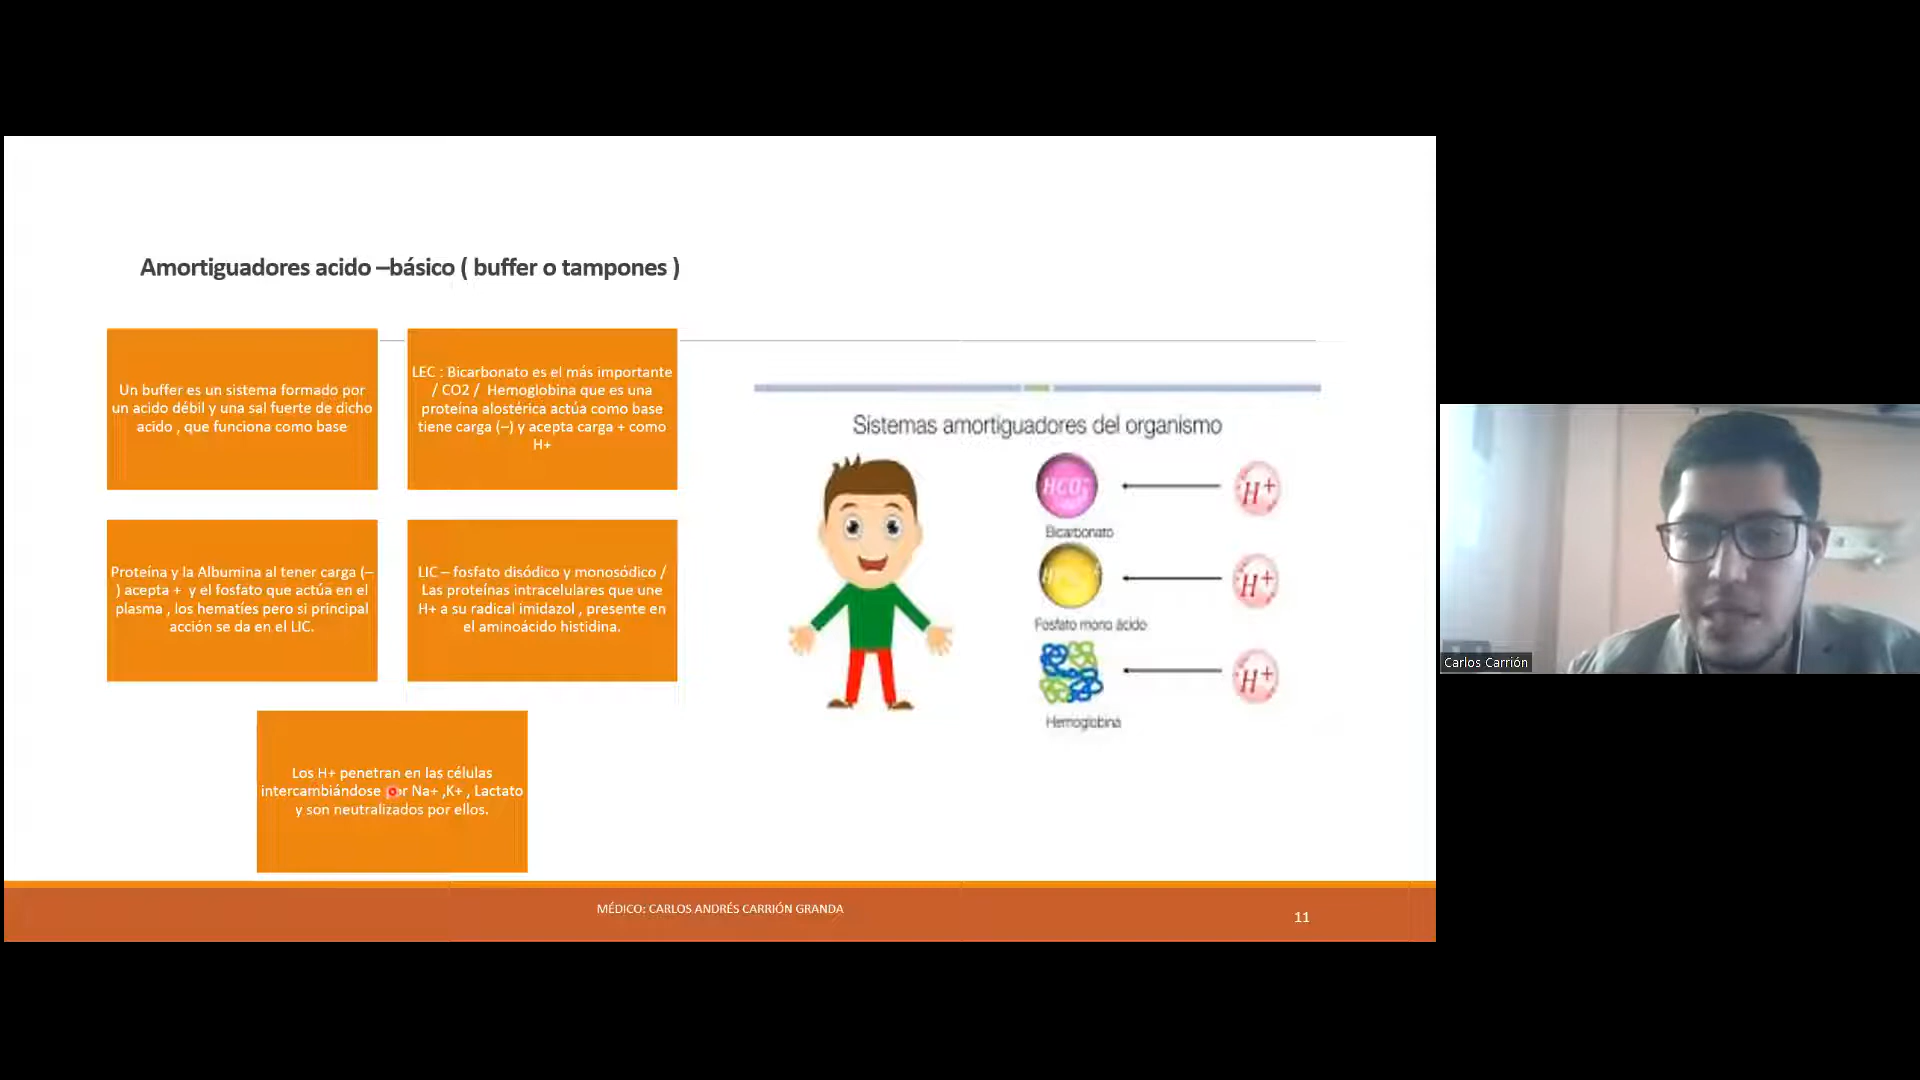 Amortiguadores acido –básico ( buffer o tampones )
Un buffer es un sistema formado por
un acido débil y una sal fuerte de dicho
acido , que funciona como base
LEC : Bicarbonato es el más importante
/ CO2 / Hemoglobina que es una
proteína alostérica actúa como base
tiene carga (–) y acepta carga + como
H+
Proteína y la Albumina al tener carga (–
) acepta + y el fosfato que actúa en el
plasma , los hematíes pero si principal
acción se da en el LIC.
LIC – fosfato disódico y monosódico /
Las proteínas intracelulares que une
H+ a su radical imidazol , presente en
el aminoácido histidina.
Los H+ penetran en las células
intercambiándose por Na+ ,K+ , Lactato
y son neutralizados por ellos.
Sistemas amortiguadores del organismo
HCO3-
H+
Bicarbonato
H+
Fosfato mono ácido
H+
Hemoglobina
MÉDICO: CARLOS ANDRÉS CARRIÓN GRANDA
11
Carlos Carrión